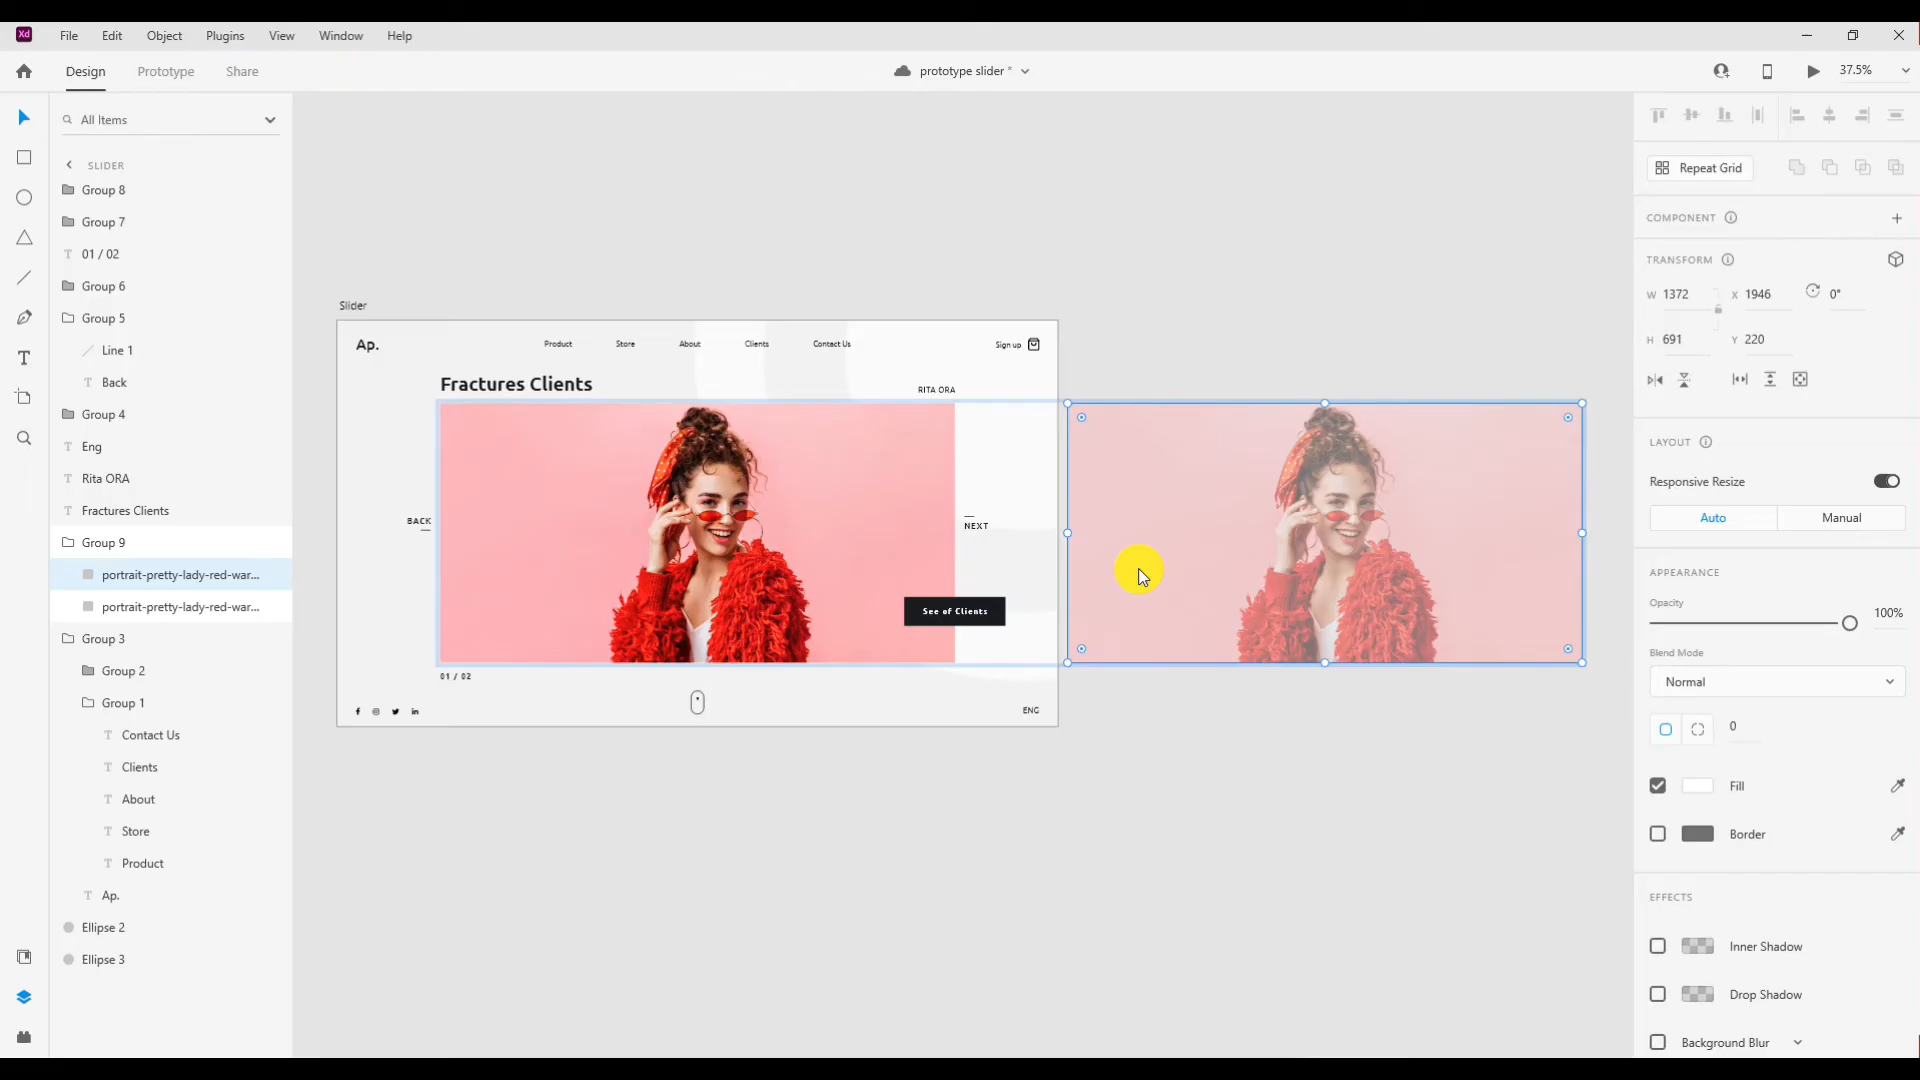 Xd File Edit Object Plugins View Window Help
Design Prototype Share prototype slider * 37.5%
All Items
SLIDER
Group 8
Group 7
T 01 / 02
Group 6
Group 5
Line 1
T Back
Group 4
T Eng
T Rita ORA
T Fractures Clients
Group 9
portrait-pretty-lady-red-war...
portrait-pretty-lady-red-war...
Group 3
Group 2
Group 1
T Contact Us
T Clients
T About
T Store
T Product
T Ap.
Ellipse 2
Ellipse 3
Slider
Ap. Product Store About Clients Contact Us Sign up
Fractures Clients RITA ORA
BACK
NEXT
See of Clients
01 / 02
ENG
Repeat Grid
COMPONENT
TRANSFORM
W 1372 X 1946 0°
H 691 Y 220
LAYOUT
Responsive Resize
Auto Manual
APPEARANCE
Opacity
100%
Blend Mode
Normal
0
Fill
Border
EFFECTS
Inner Shadow
Drop Shadow
Background Blur